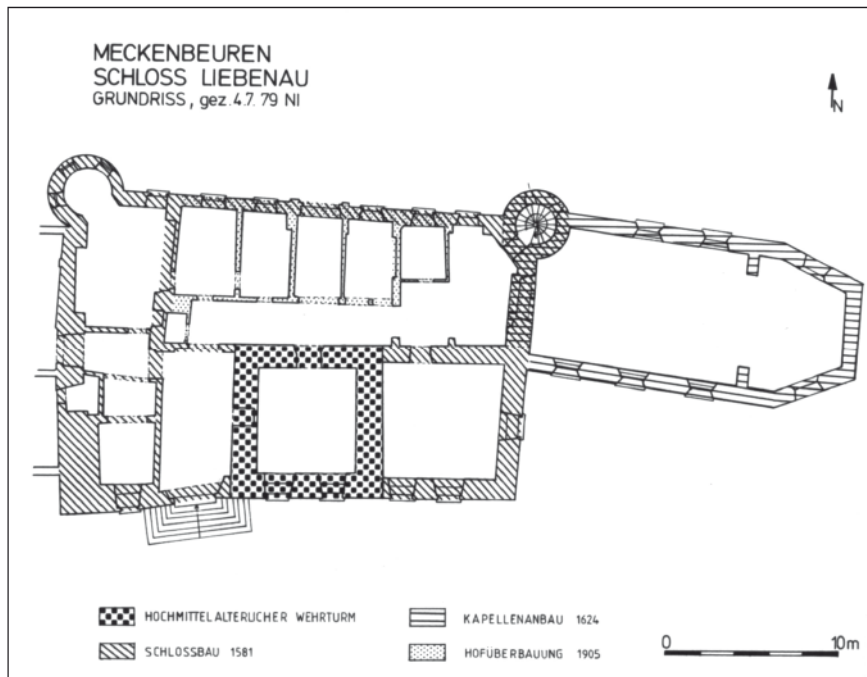 MECKENBEUREN
SCHLOSS LIEBENAU
GRUNDRISS, gez. 4.7. 79 NI
N
HOCHMITTELALTERLICHER WEHRTURM
SCHLOSSBAU 1581
KAPELLENANBAU 1624
HOFÜBERBAUUNG 1905
0 10m